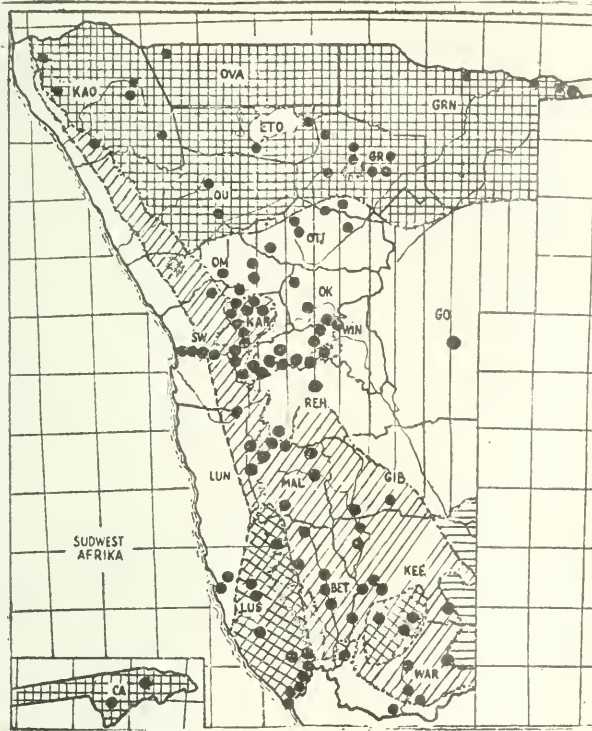 OVA
KAO
GRN
ETO
GR
OU
OTJ
OM
OK
KAR
GO
SW
WIN
REH
LUN
MAL
GIB
SUDWEST
AFRIKA
KEE
BET
LUS
WAR
CA